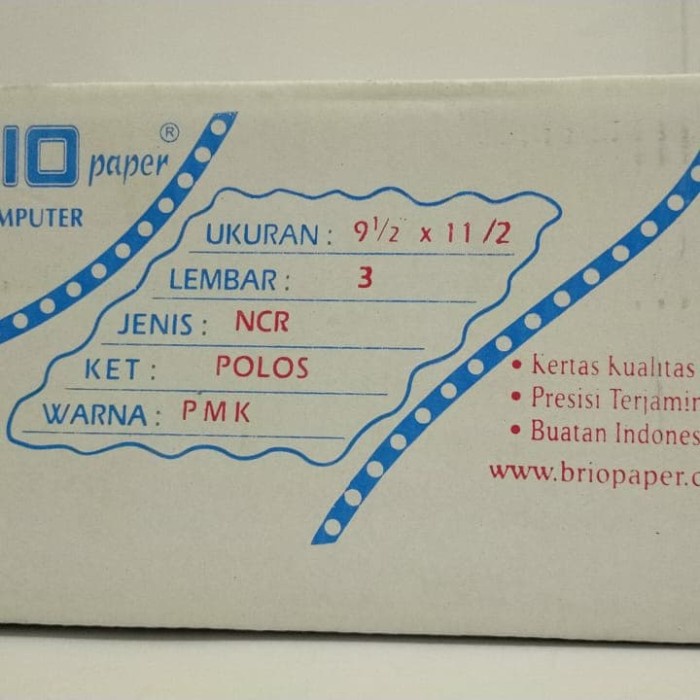 IO paper ®
MPUTER
UKURAN : 9½ x 11 /2
LEMBAR : 3
JENIS : NCR
KET : POLOS
WARNA : PMK
• Kertas Kualitas
• Presisi Terjamin
• Buatan Indones
www.briopaper.c